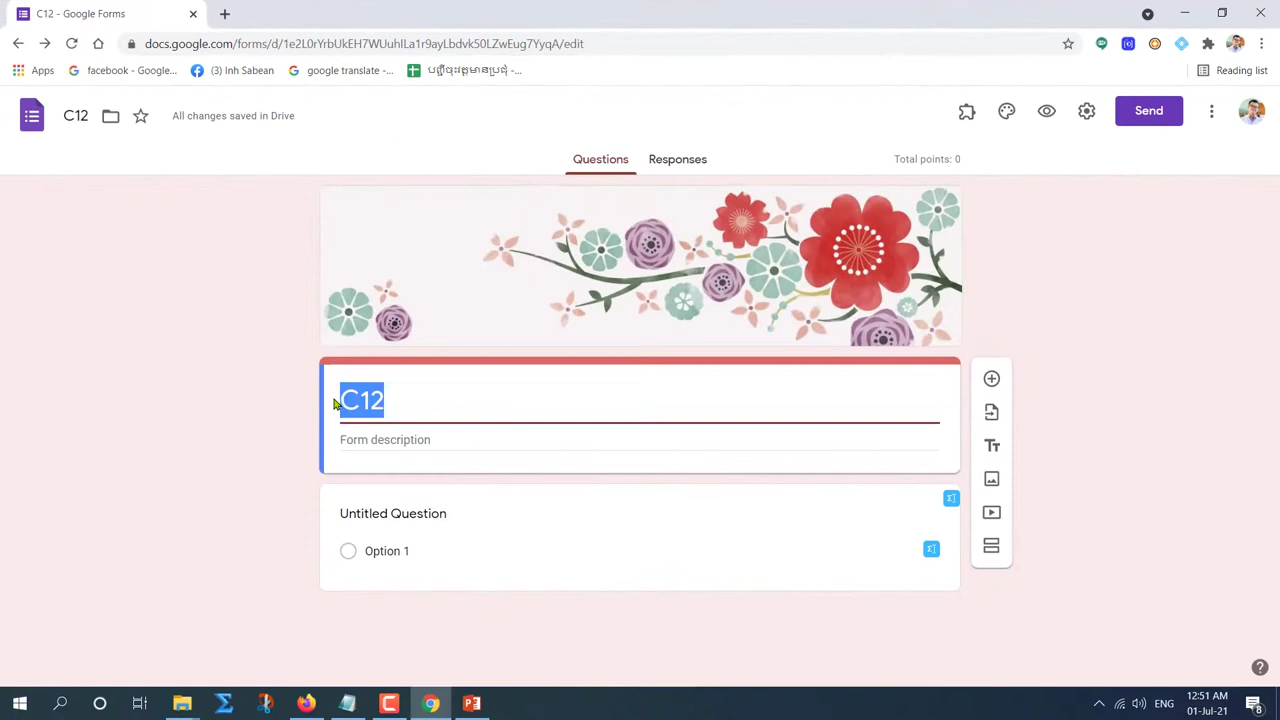 C12 - Google Forms
docs.google.com/forms/d/1e2L0rYrbUkEH7WUuhtLa17dayLbdvk50LZwEug7YyqA/edit
Apps
facebook - Google...
(3) Inh Sabean
google translate -...
Reading list
C12
All changes saved in Drive
Send
Questions
Responses
Total points: 0
C12
Form description
Untitled Question
Option 1
ENG
12:51 AM
01-Jul-21
8